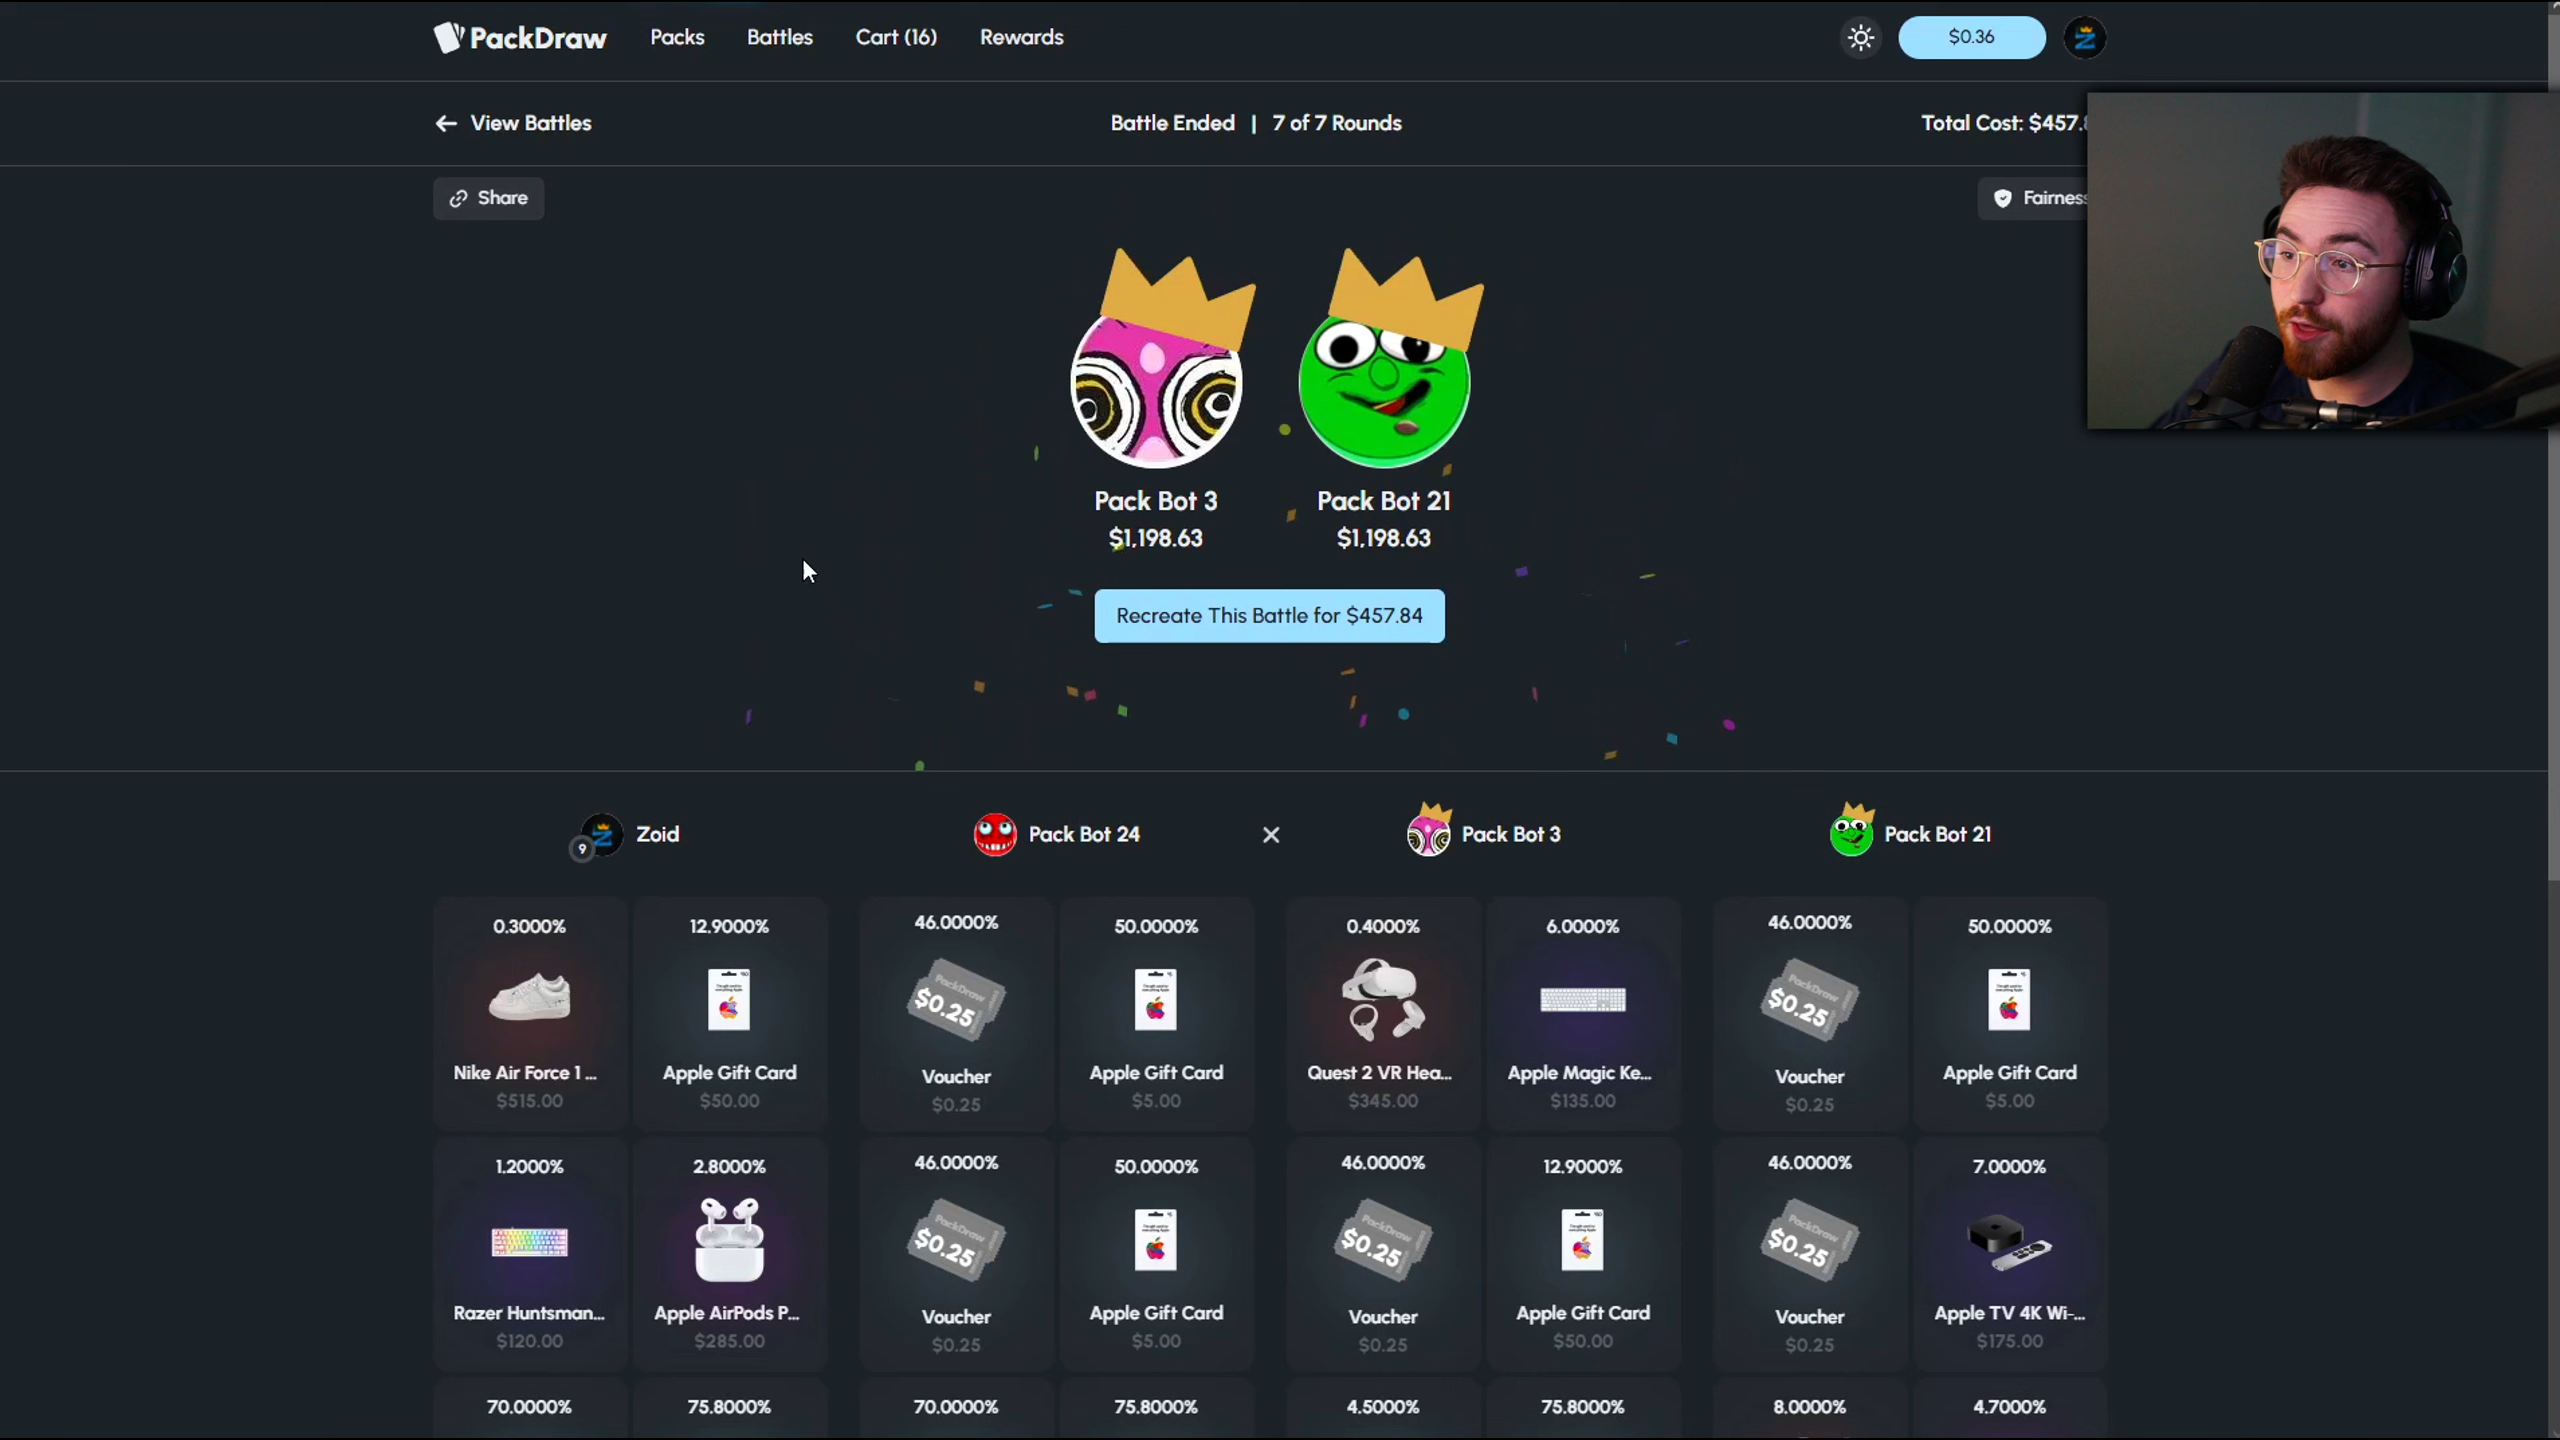 PackDraw
Packs
Battles
Cart (16)
Rewards
$0.36
View Battles
Battle Ended | 7 of 7 Rounds
Total Cost: $457.
Share
Fairness
Pack Bot 3
$1,198.63
Pack Bot 21
$1,198.63
Recreate This Battle for $457.84
9
Zoid
Pack Bot 24
Pack Bot 3
Pack Bot 21
0.3000%
Nike Air Force 1 ...
$515.00
12.9000%
Apple Gift Card
$50.00
46.0000%
PackDraw
$0.25
Voucher
$0.25
50.0000%
Apple Gift Card
$5.00
0.4000%
Quest 2 VR Hea...
$345.00
6.0000%
Apple Magic Ke...
$135.00
46.0000%
PackDraw
$0.25
Voucher
$0.25
50.0000%
Apple Gift Card
$5.00
1.2000%
Razer Huntsman...
$120.00
2.8000%
Apple AirPods P...
$285.00
46.0000%
PackDraw
$0.25
Voucher
$0.25
50.0000%
Apple Gift Card
$5.00
46.0000%
PackDraw
$0.25
Voucher
$0.25
12.9000%
Apple Gift Card
$50.00
46.0000%
PackDraw
$0.25
Voucher
$0.25
7.0000%
Apple TV 4K Wi-...
$175.00
70.0000%
75.8000%
70.0000%
75.8000%
4.5000%
75.8000%
8.0000%
4.7000%